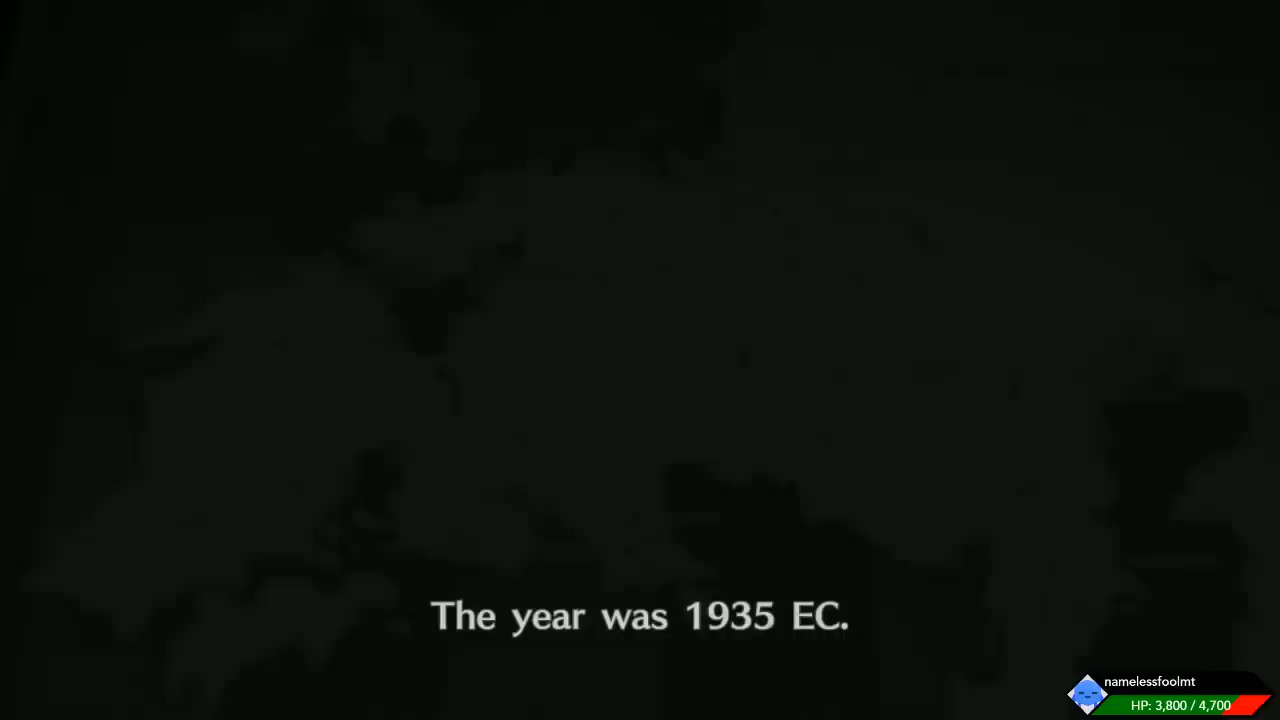 The year was 1935 EC.
namelessfoolmt
HP: 3,800 / 4,700